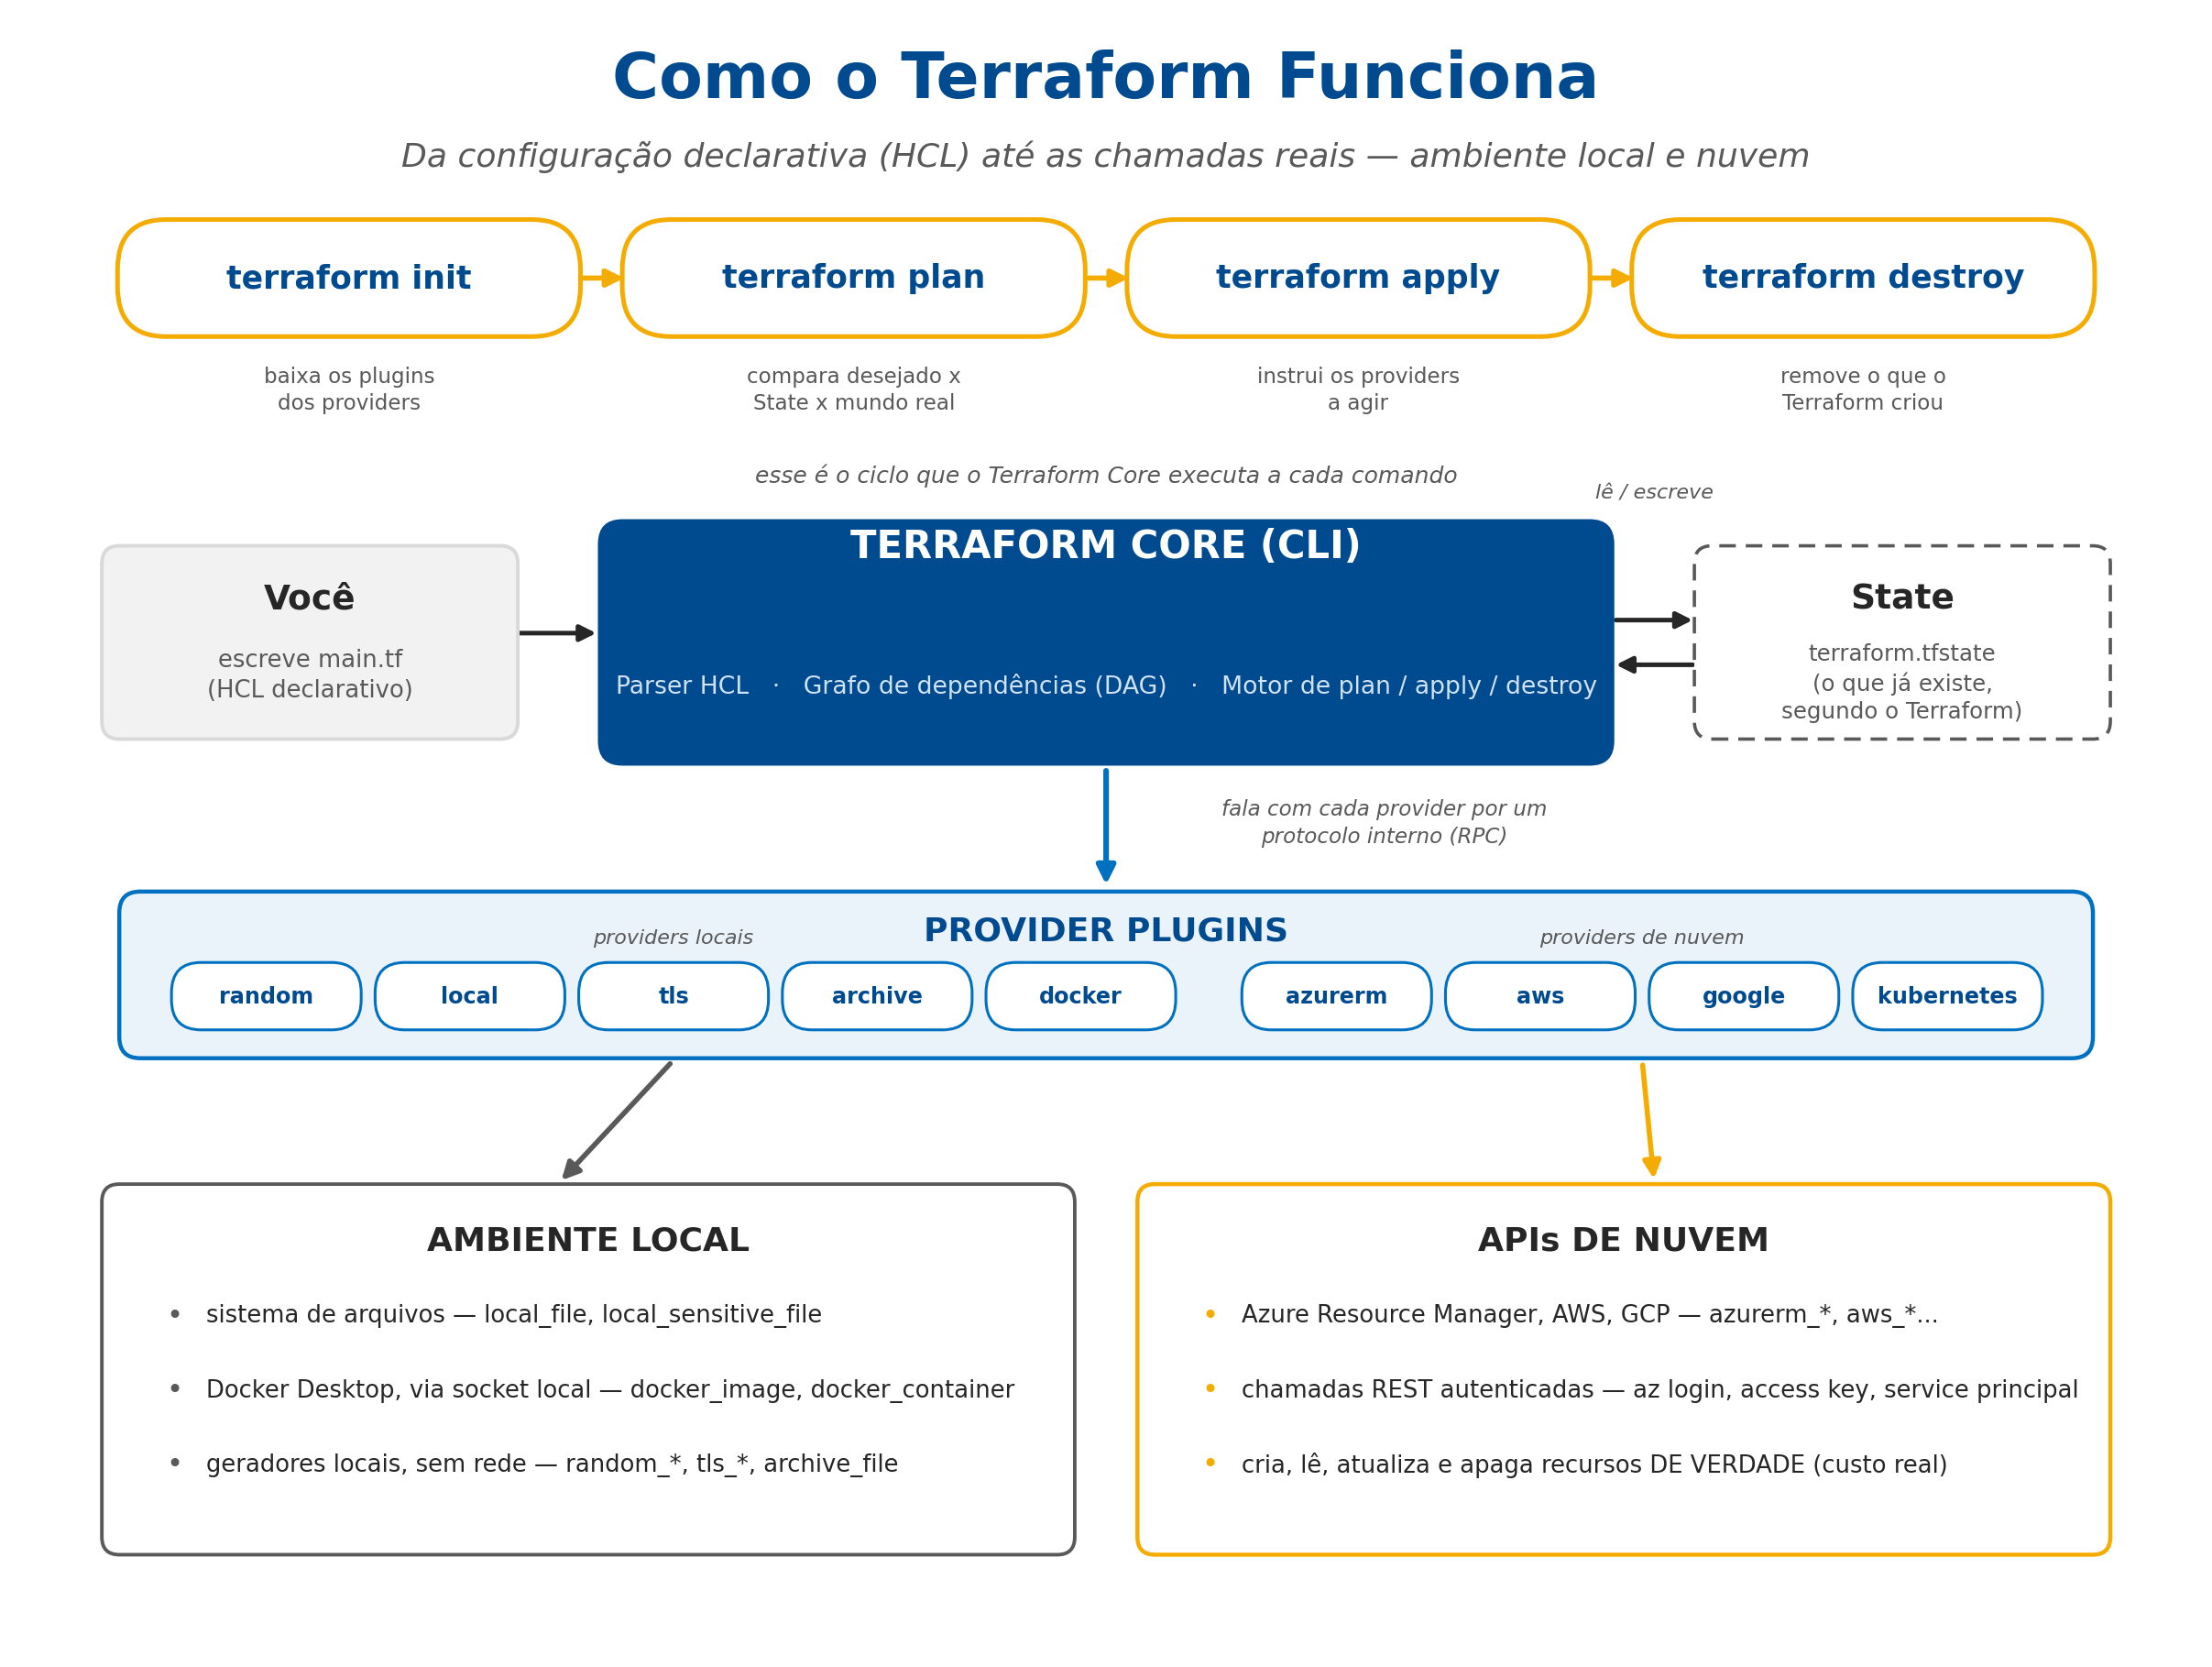 Como o Terraform Funciona
Da configuração declarativa (HCL) até as chamadas reais — ambiente local e nuvem
terraform init
terraform plan
terraform apply
terraform destroy
baixa os plugins
dos providers
compara desejado x
State x mundo real
instrui os providers
a agir
remove o que o
Terraform criou
esse é o ciclo que o Terraform Core executa a cada comando
lê / escreve
Você
escreve main.tf
(HCL declarativo)
TERRAFORM CORE (CLI)
Parser HCL · Grafo de dependências (DAG) · Motor de plan / apply / destroy
State
terraform.tfstate
(o que já existe,
segundo o Terraform)
fala com cada provider por um
protocolo interno (RPC)
PROVIDER PLUGINS
providers locais
providers de nuvem
random
local
tls
archive
docker
azurerm
aws
google
kubernetes
AMBIENTE LOCAL
• sistema de arquivos — local_file, local_sensitive_file
• Docker Desktop, via socket local — docker_image, docker_container
• geradores locais, sem rede — random_*, tls_*, archive_file
APIs DE NUVEM
• Azure Resource Manager, AWS, GCP — azurerm_*, aws_*...
• chamadas REST autenticadas — az login, access key, service principal
• cria, lê, atualiza e apaga recursos DE VERDADE (custo real)